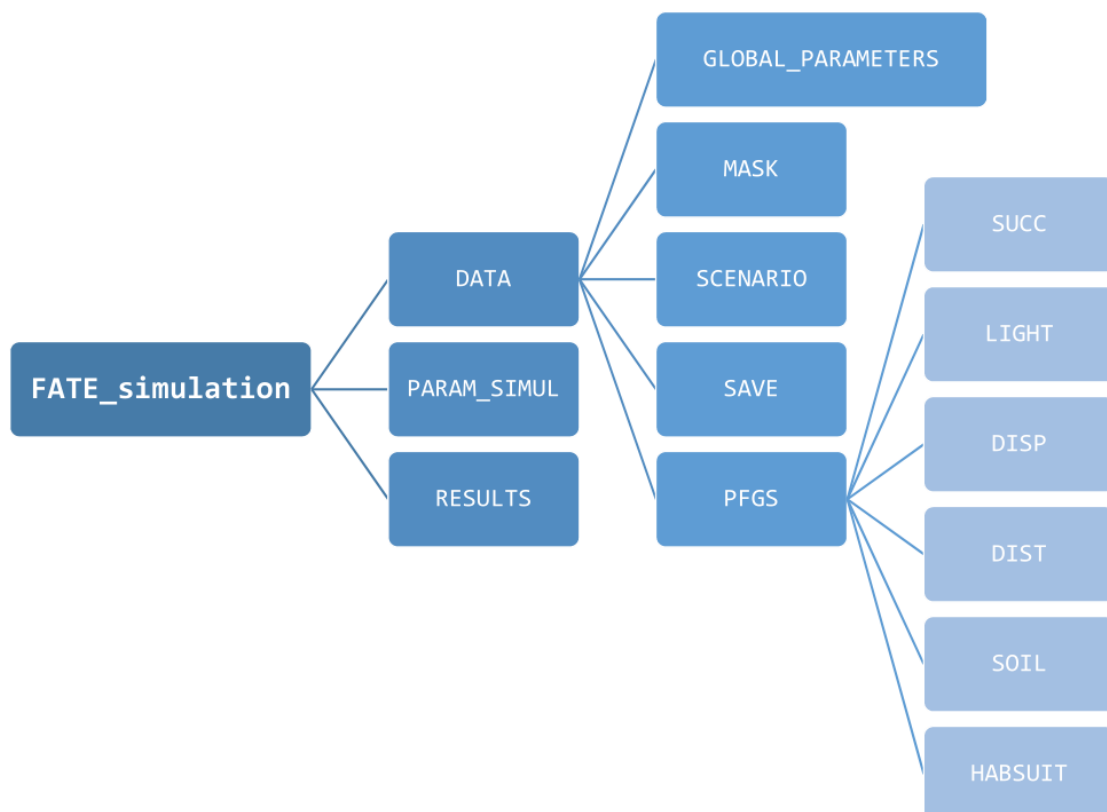 FATE_simulation
DATA
PARAM_SIMUL
RESULTS
GLOBAL_PARAMETERS
MASK
SCENARIO
SAVE
PFGS
SUCC
LIGHT
DISP
DIST
SOIL
HABSUIT